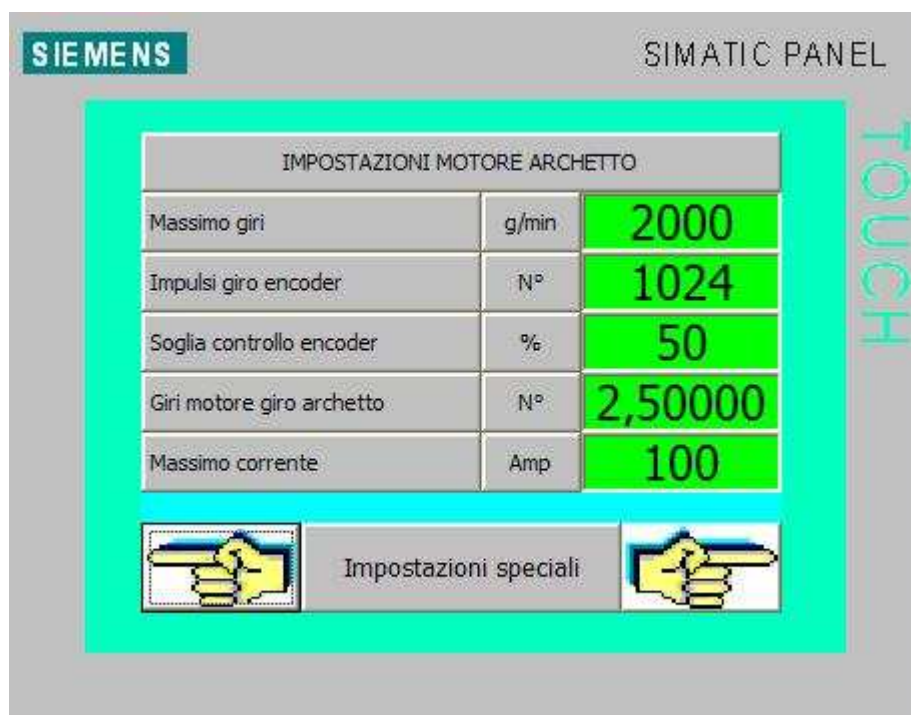 SIEMENS
SIMATIC PANEL
TOUCH
IMPOSTAZIONI MOTORE ARCHETTO
Massimo giri g/min 2000
Impulsi giro encoder N° 1024
Soglia controllo encoder % 50
Giri motore giro archetto N° 2,50000
Massimo corrente Amp 100
Impostazioni speciali